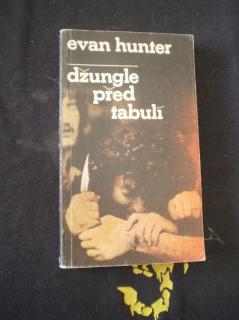 evan hunter
džungle
před
tabulí